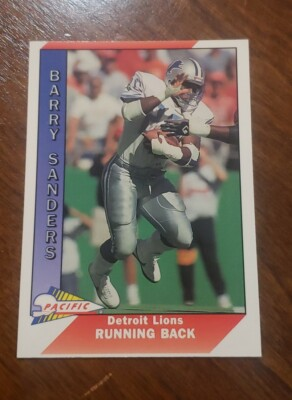 BARRY SANDERS
PACIFIC
Detroit Lions
RUNNING BACK